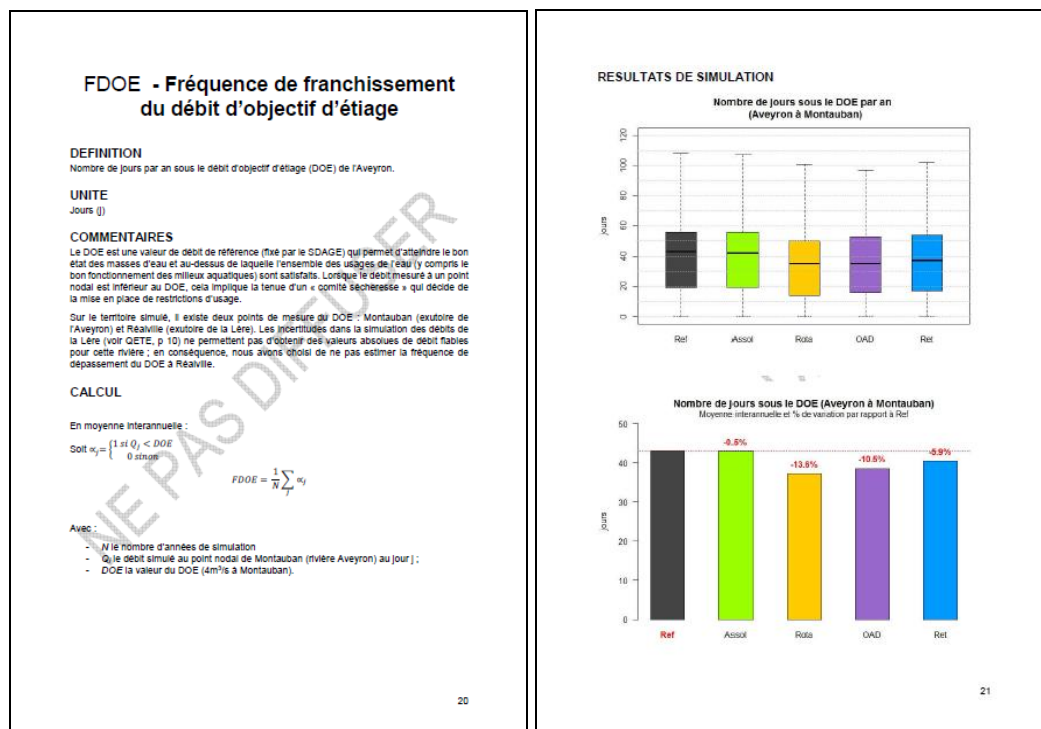 FDOE - Fréquence de franchissement
du débit d'objectif d'étiage
DEFINITION
Nombre de jours par an sous le débit d'objectif d'étiage (DOE) de l'Aveyron.
UNITE
Jours (j)
COMMENTAIRES
Le DOE est une valeur de débit de référence (fixé par le SDAGE) qui permet d'atteindre le bon
état des masses d'eau et au-dessus de laquelle l'ensemble des usages de l'eau (y compris le
bon fonctionnement des milieux aquatiques) sont satisfaits. Lorsque le débit mesuré à un point
nodal est inférieur au DOE, cela implique la tenue d'un « comité sécheresse » qui décide de
la mise en place de restrictions d'usage.
Sur le territoire simulé, il existe deux points de mesure du DOE : Montauban (exutoire de
l'Aveyron) et Réalville (exutoire de la Lère). Les incertitudes dans la simulation des débits de
la Lère (voir QETE, p 10) ne permettent pas d'obtenir des valeurs absolues de débit fiables
pour cette rivière ; en conséquence, nous avons choisi de ne pas estimer la fréquence de
dépassement du DOE à Réalville.
CALCUL
En moyenne interannuelle :
Soit ∝j = {1 si Qj < DOE
0 sinon
FDOE = 1/N ∑j ∝j
Avec :
- N le nombre d'années de simulation
- Qj le débit simulé au point nodal de Montauban (rivière Aveyron) au jour j ;
- DOE la valeur du DOE (4m³/s à Montauban).
NE PAS DIFFUSER
20
RESULTATS DE SIMULATION
Nombre de jours sous le DOE par an
(Aveyron à Montauban)
120
100
80
60
40
20
0
jours
Ref Assol Rota OAD Ret
Nombre de jours sous le DOE (Aveyron à Montauban)
Moyenne interannuelle et % de variation par rapport à Ref
50
40
30
20
10
0
jours
-0.5% -13.6% -10.5% -5.9%
Ref Assol Rota OAD Ret
21